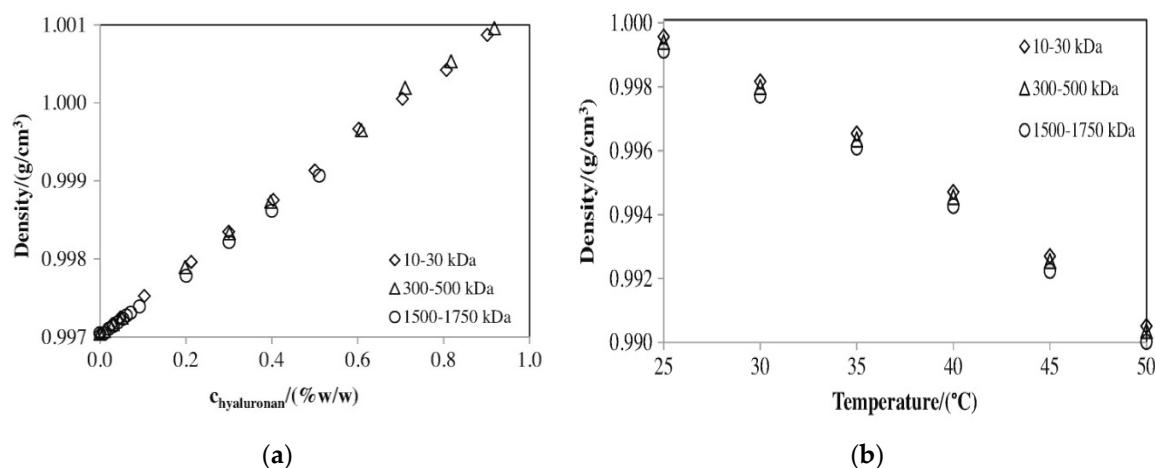 1.001
1.000
0.999
0.998
0.997
Density/(g/cm³)
10-30 kDa
300-500 kDa
1500-1750 kDa
0.0 0.2 0.4 0.6 0.8 1.0
c_hyaluronan/(%w/w)
(a)
1.000
0.998
0.996
0.994
0.992
0.990
Density/(g/cm³)
10-30 kDa
300-500 kDa
1500-1750 kDa
25 30 35 40 45 50
Temperature/(°C)
(b)